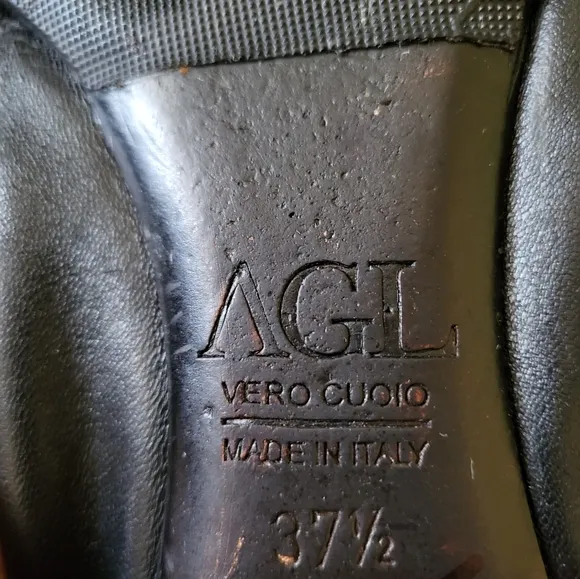 AGL
VERO CUOIO
MADE IN ITALY
37½